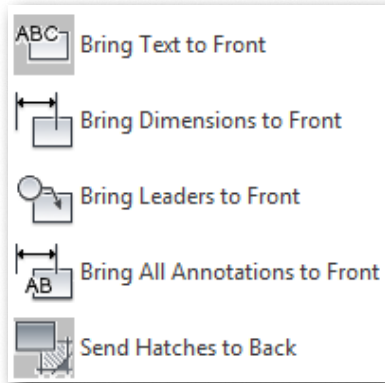 ABC Bring Text to Front
Bring Dimensions to Front
Bring Leaders to Front
AB Bring All Annotations to Front
Send Hatches to Back